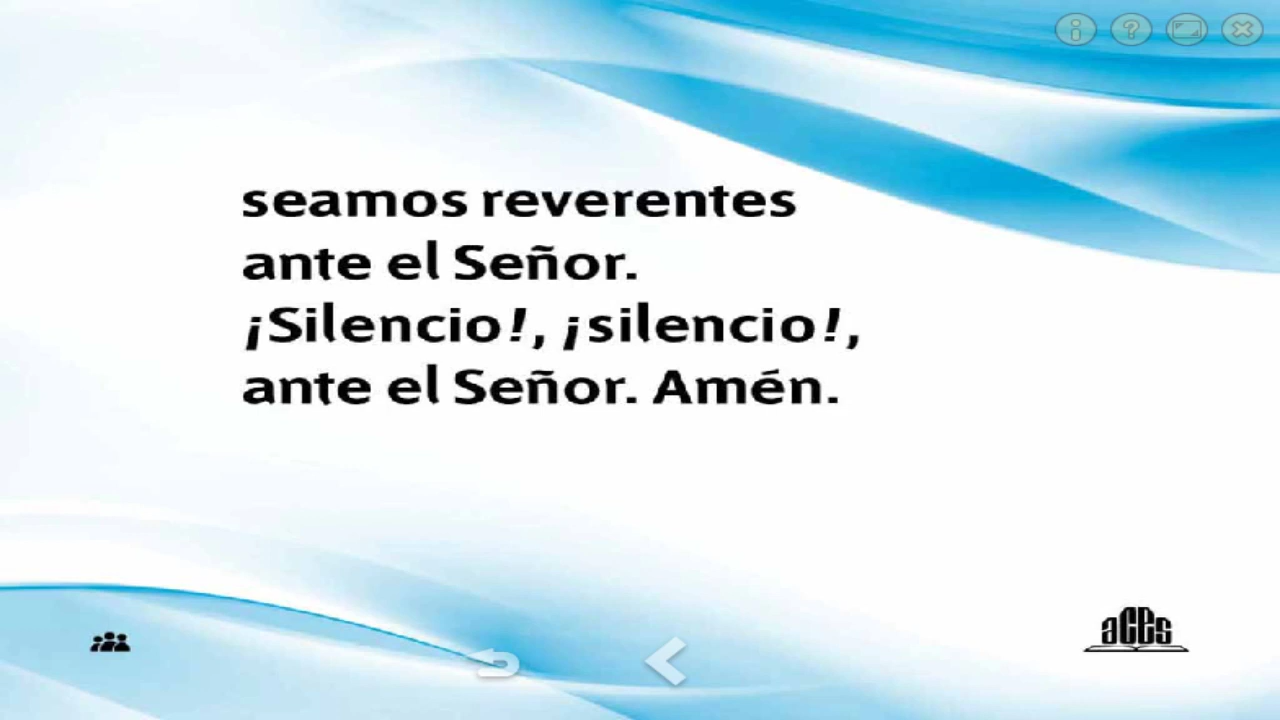 seamos reverentes
ante el Señor.
¡Silencio!, ¡silencio!,
ante el Señor. Amén.
aces